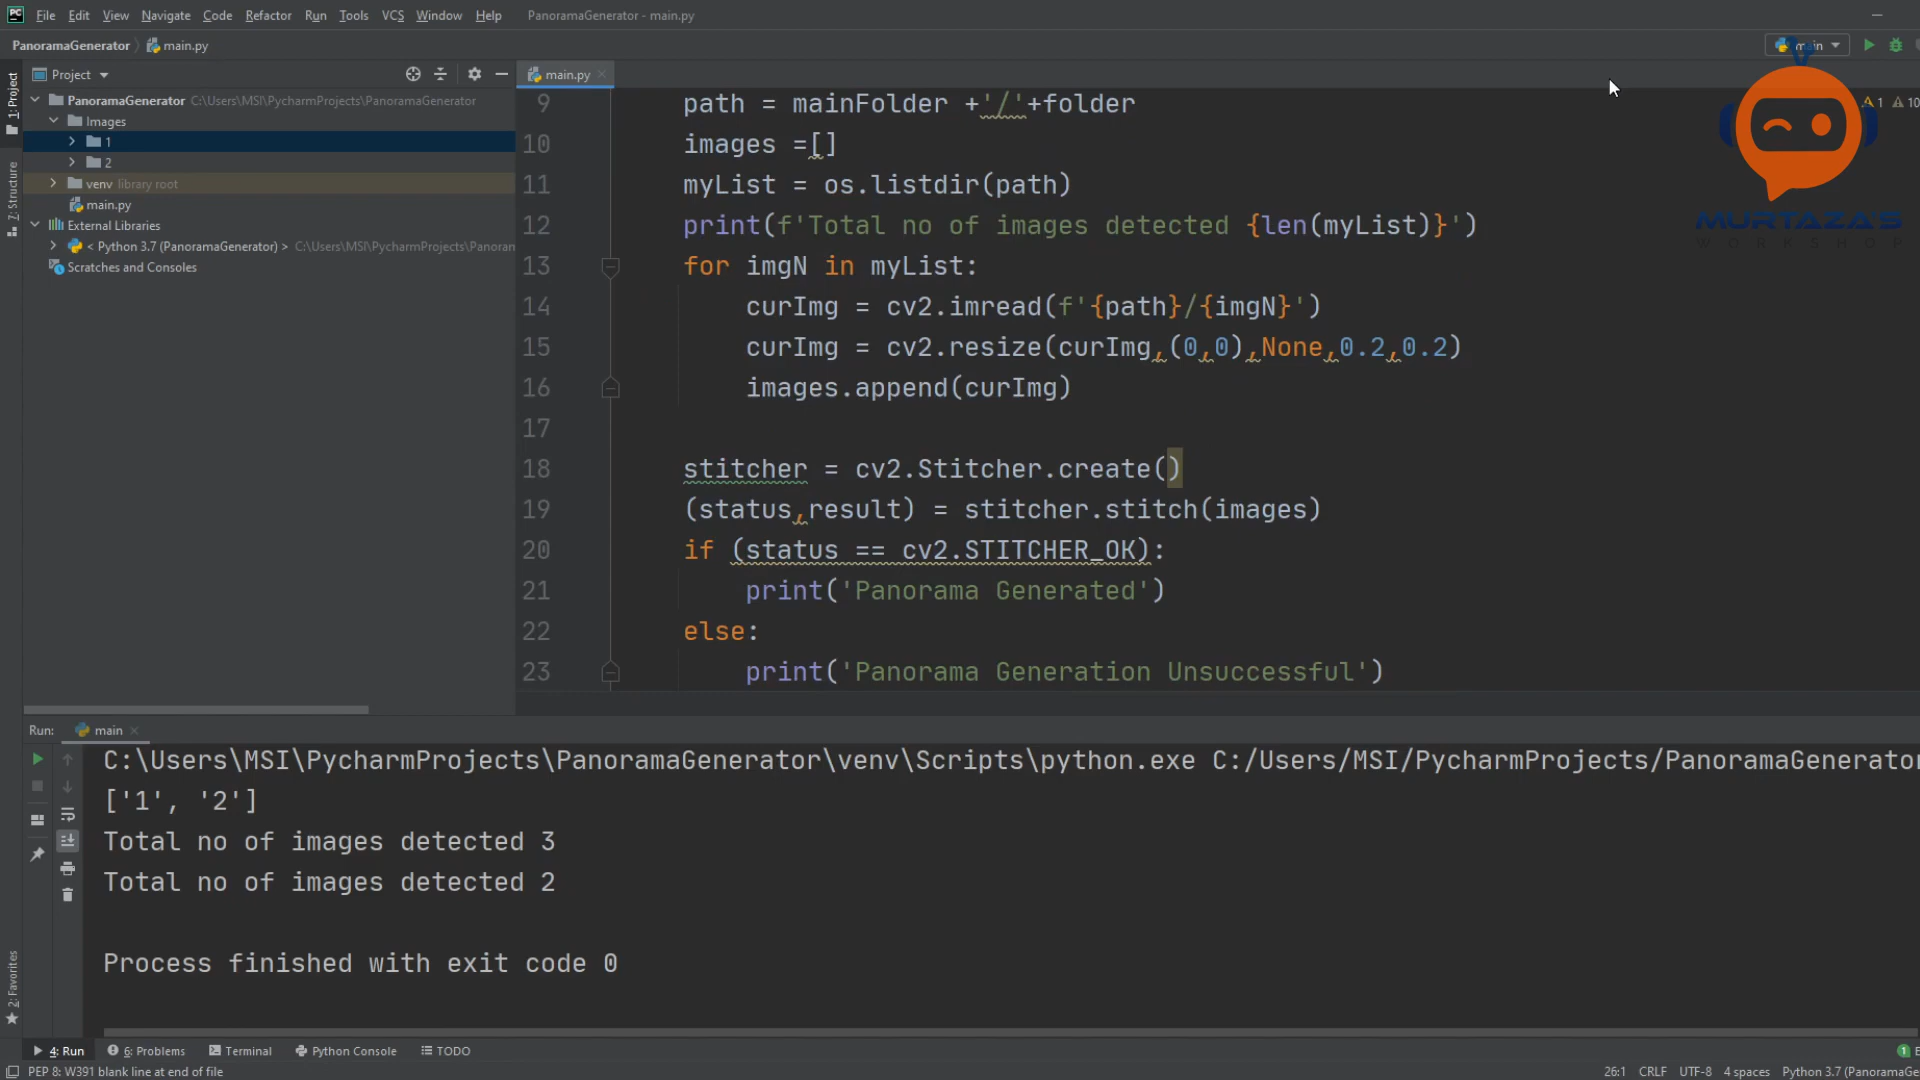 File Edit View Navigate Code Refactor Run Tools VCS Window Help PanoramaGenerator - main.py
PanoramaGenerator main.py main
1: Project
Project
main.py
PanoramaGenerator C:\Users\MSI\PycharmProjects\PanoramaGenerator
Images
1
2
venv library root
main.py
External Libraries
< Python 3.7 (PanoramaGenerator) > C:\Users\MSI\PycharmProjects\Panoran
Scratches and Consoles
7: Structure
1 10
MURTAZA'S
WORKSHOP
9 path = mainFolder +'/'+folder
10 images =[]
11 myList = os.listdir(path)
12 print(f'Total no of images detected {len(myList)}')
13 for imgN in myList:
14 curImg = cv2.imread(f'{path}/{imgN}')
15 curImg = cv2.resize(curImg,(0,0),None,0.2,0.2)
16 images.append(curImg)
17
18 stitcher = cv2.Stitcher.create()
19 (status,result) = stitcher.stitch(images)
20 if (status == cv2.STITCHER_OK):
21 print('Panorama Generated')
22 else:
23 print('Panorama Generation Unsuccessful')
Run: main
C:\Users\MSI\PycharmProjects\PanoramaGenerator\venv\Scripts\python.exe C:/Users/MSI/PycharmProjects/PanoramaGenerator
['1', '2']
Total no of images detected 3
Total no of images detected 2
Process finished with exit code 0
2: Favorites
4: Run 6: Problems Terminal Python Console TODO 1 E
PEP 8: W391 blank line at end of file 26:1 CRLF UTF-8 4 spaces Python 3.7 (PanoramaGe